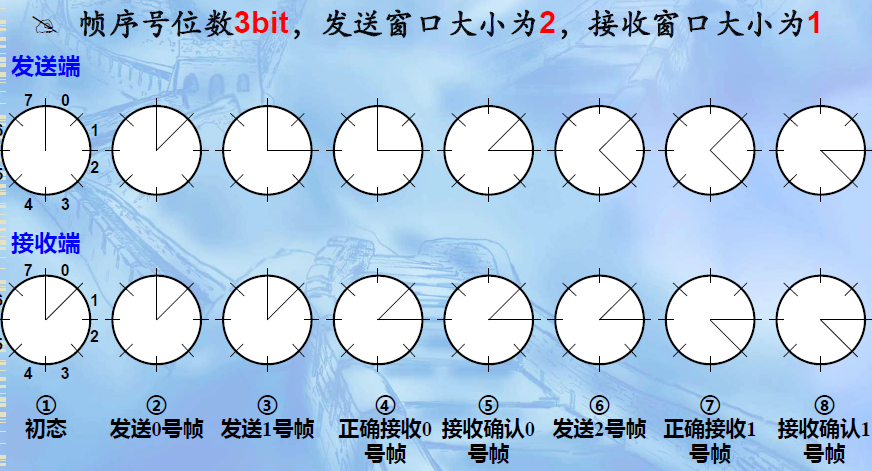 帧序号位数3bit，发送窗口大小为2，接收窗口大小为1
发送端
7 0
6 1
5 2
4 3
接收端
7 0
6 1
5 2
4 3
① ② ③ ④ ⑤ ⑥ ⑦ ⑧
初态 发送0号帧 发送1号帧 正确接收0 接收确认0 发送2号帧 正确接收1 接收确认1
号帧 号帧 号帧 号帧